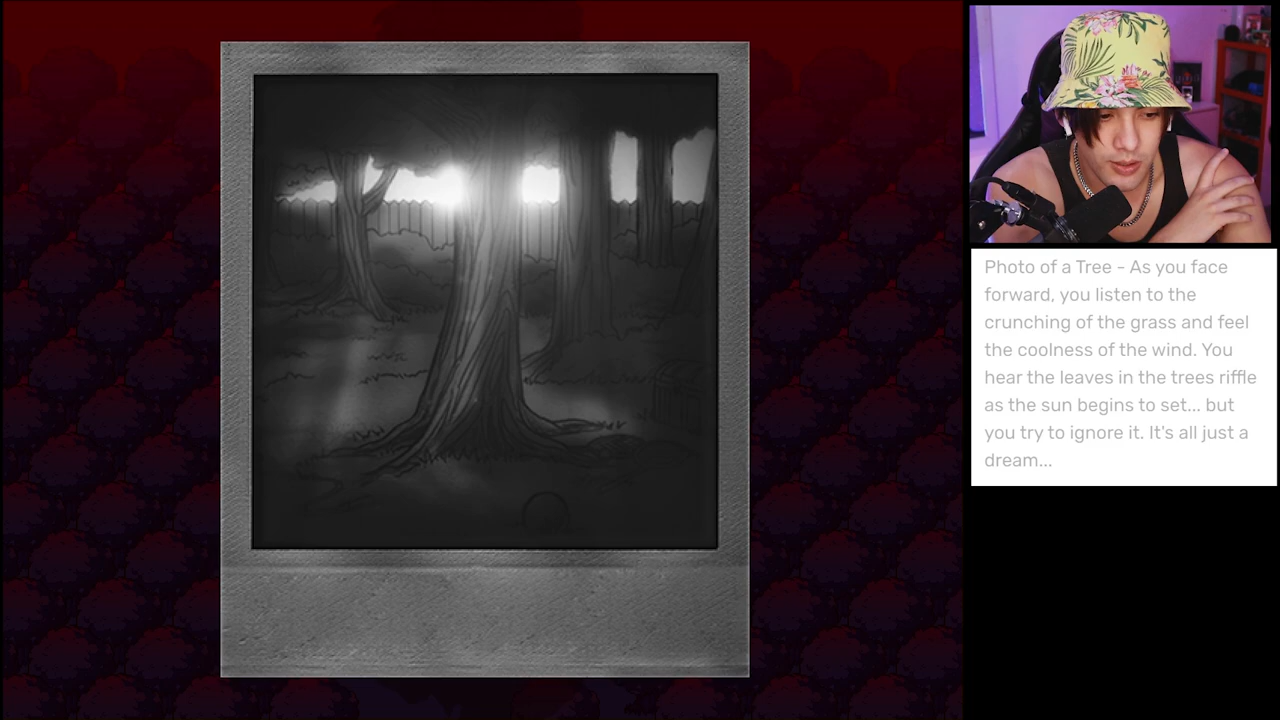 Photo of a Tree - As you face
forward, you listen to the
crunching of the grass and feel
the coolness of the wind. You
hear the leaves in the trees riffle
as the sun begins to set... but
you try to ignore it. It's all just a
dream...